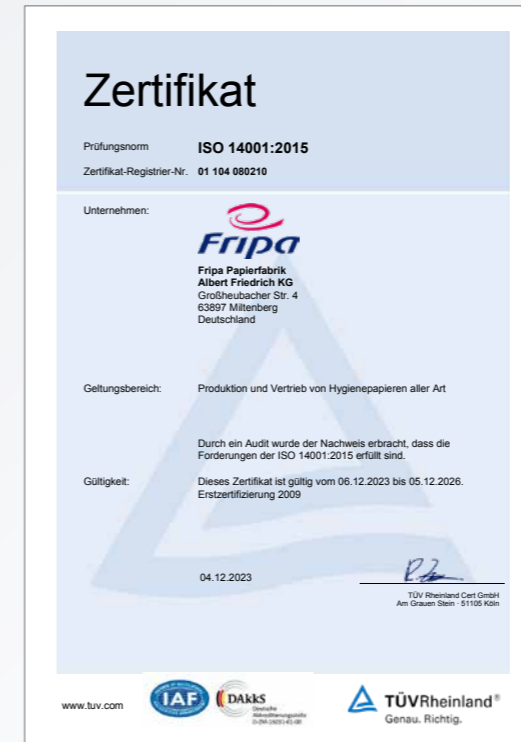 Zertifikat
Prüfungsnorm ISO 14001:2015
Zertifikat-Registrier-Nr. 01 104 080210
Unternehmen:
Fripa
Fripa Papierfabrik
Albert Friedrich KG
Großheubacher Str. 4
63897 Miltenberg
Deutschland
Geltungsbereich: Produktion und Vertrieb von Hygienepapieren aller Art
Durch ein Audit wurde der Nachweis erbracht, dass die
Forderungen der ISO 14001:2015 erfüllt sind.
Gültigkeit: Dieses Zertifikat ist gültig vom 06.12.2023 bis 05.12.2026.
Erstzertifizierung 2009
04.12.2023
TÜV Rheinland Cert GmbH
Am Grauen Stein · 51105 Köln
www.tuv.com
IAF
DAkkS
Deutsche
Akkreditierungsstelle
TÜVRheinland®
Genau. Richtig.